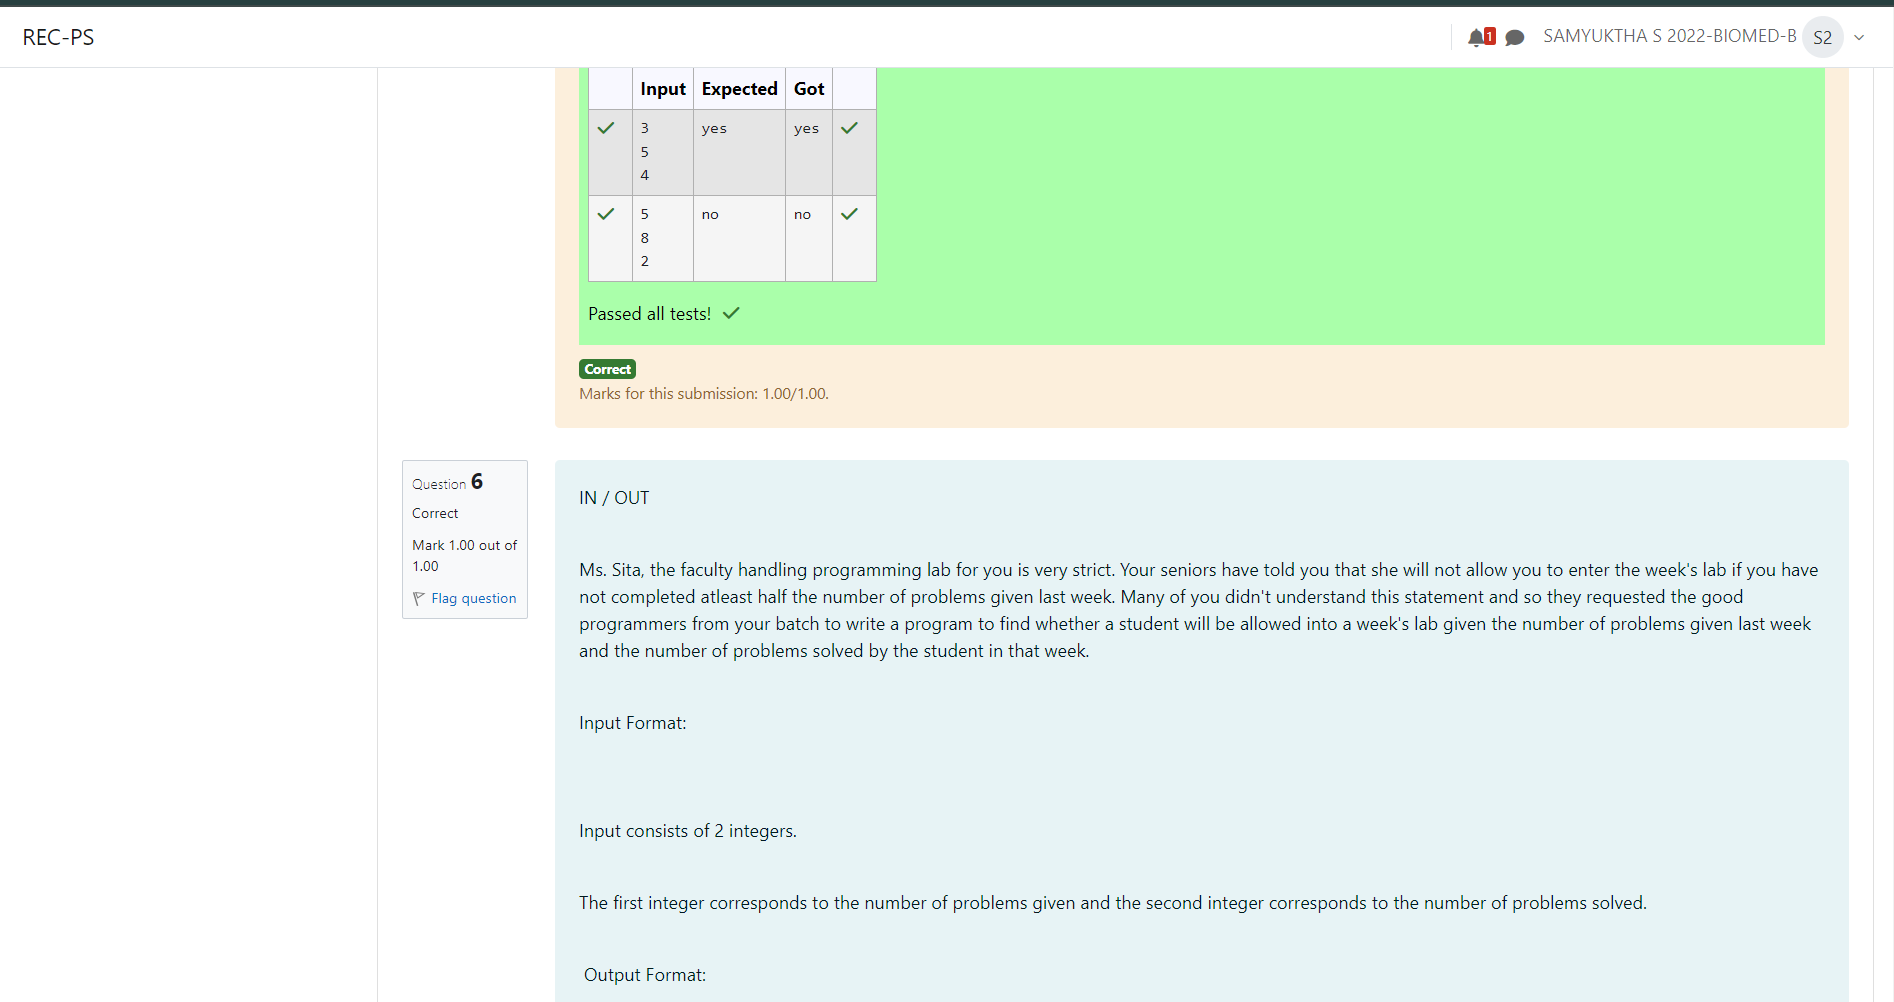 REC-PS
1
SAMYUKTHA S 2022-BIOMED-B
S2
Input Expected Got
3 yes yes
5
4
5 no no
8
2
Passed all tests!
Correct
Marks for this submission: 1.00/1.00.
Question 6
Correct
Mark 1.00 out of
1.00
Flag question
IN / OUT
Ms. Sita, the faculty handling programming lab for you is very strict. Your seniors have told you that she will not allow you to enter the week's lab if you have
not completed atleast half the number of problems given last week. Many of you didn't understand this statement and so they requested the good
programmers from your batch to write a program to find whether a student will be allowed into a week's lab given the number of problems given last week
and the number of problems solved by the student in that week.
Input Format:
Input consists of 2 integers.
The first integer corresponds to the number of problems given and the second integer corresponds to the number of problems solved.
Output Format: